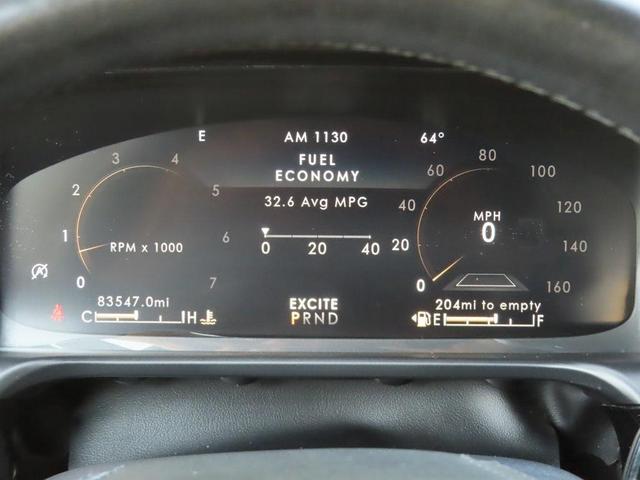 E AM 1130 64°
FUEL
ECONOMY
32.6 Avg MPG
0 20 40
0 1 2 3 4 5 6 7
RPM x 1000
0 20 40 60 80 100 120 140 160
MPH
0
83547.0mi
C H
EXCITE
PRND
204mi to empty
E F